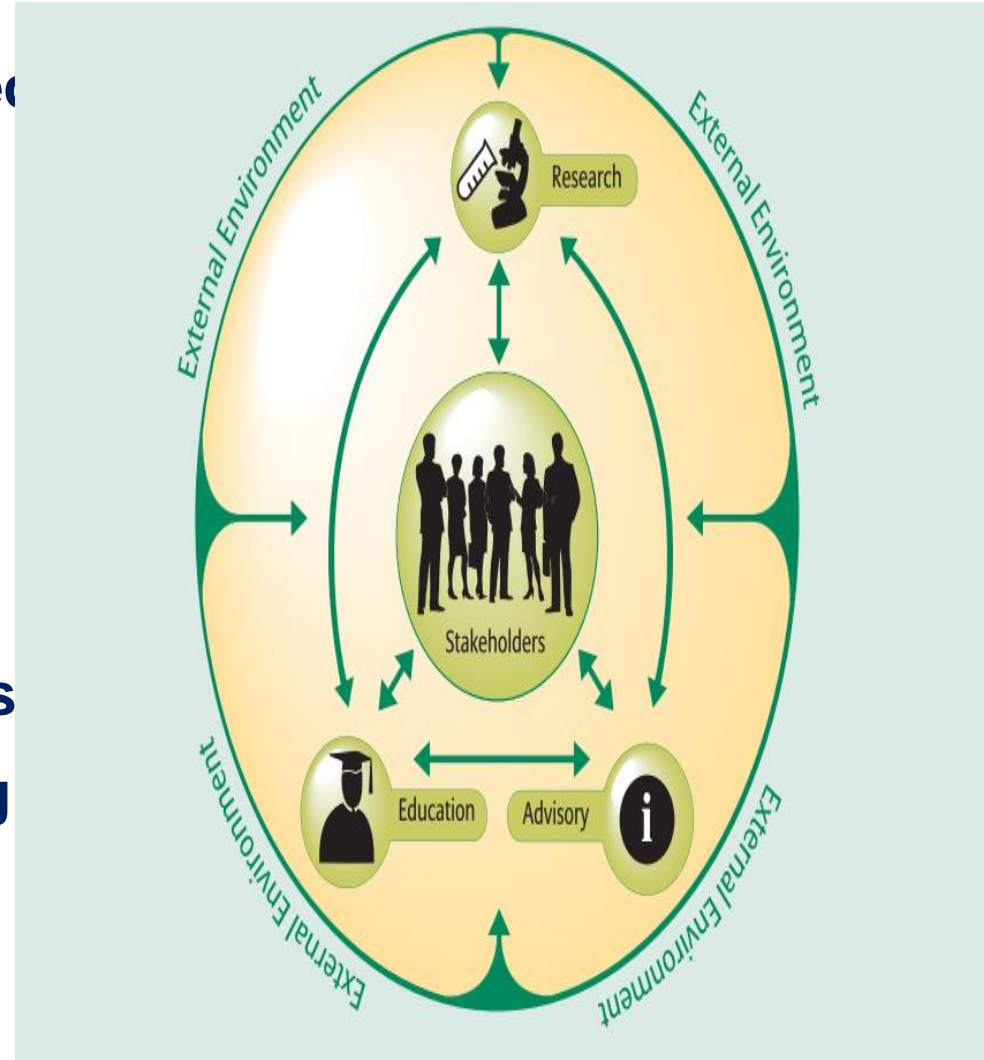 External Environment
External Environment
Research
Stakeholders
Education
Advisory
i
External Environment
External Environment
s
g